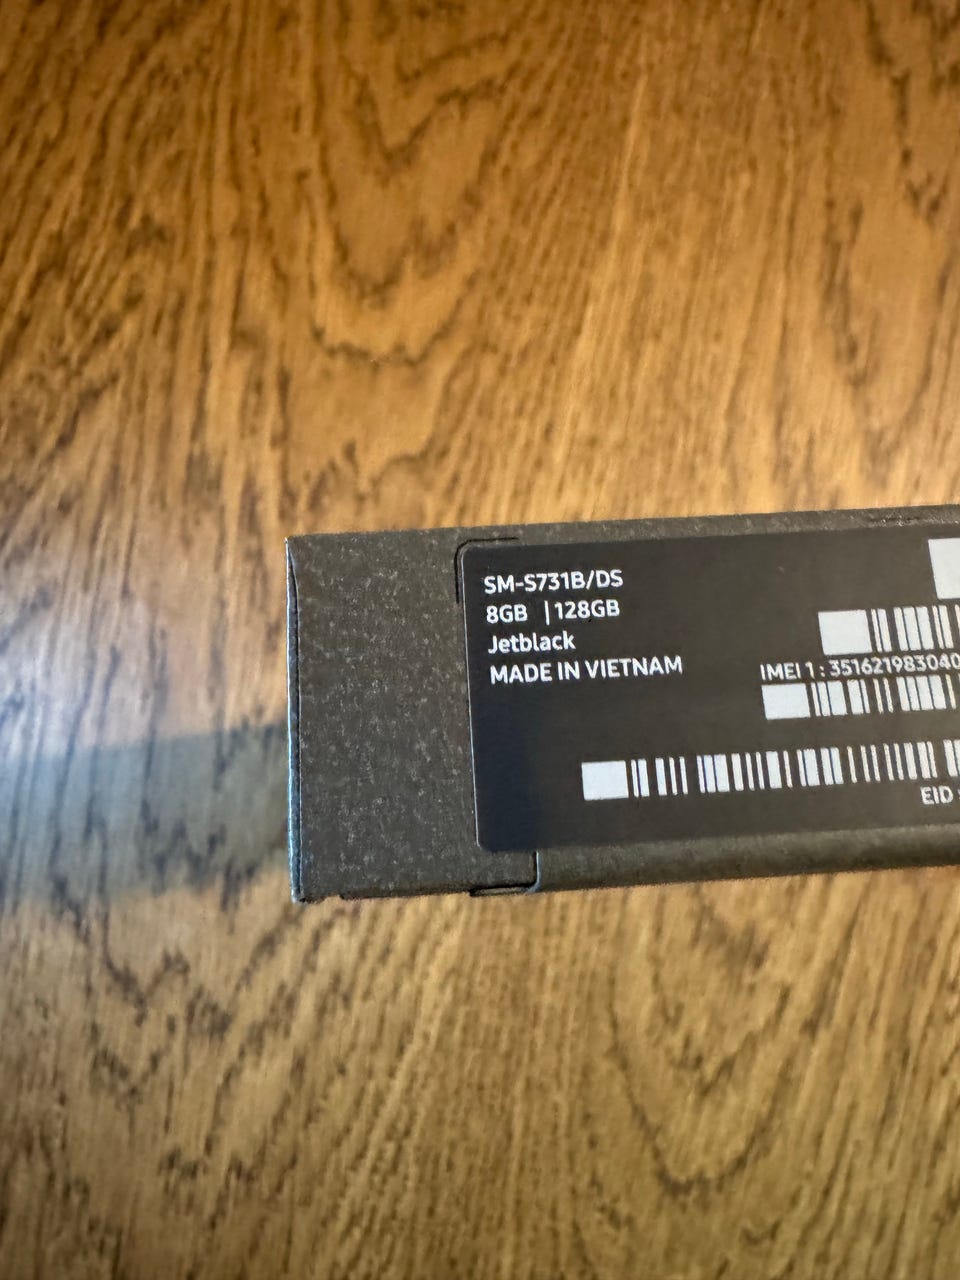 SM-S731B/DS
8GB | 128GB
Jetblack
MADE IN VIETNAM
IMEI 1 : 351621983040
EID :